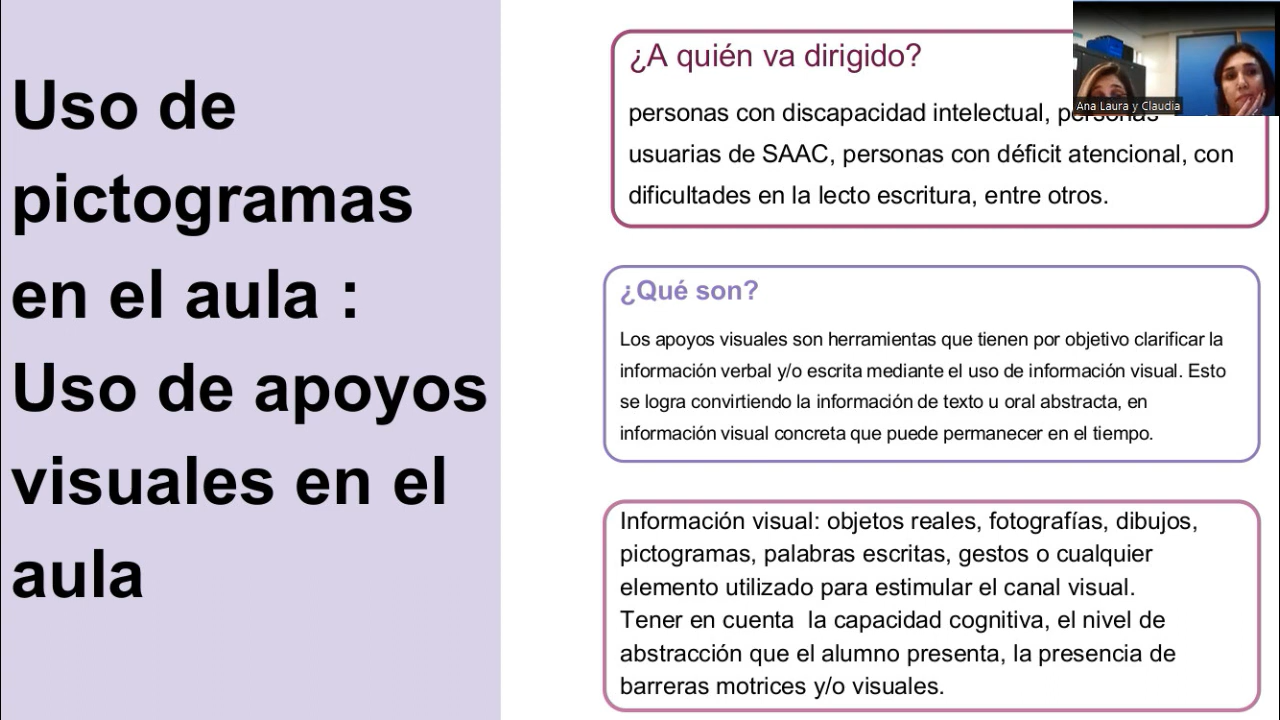 Uso de
pictogramas
en el aula :
Uso de apoyos
visuales en el
aula
¿A quién va dirigido?
Ana Laura y Claudia
personas con discapacidad intelectual, personas
usuarias de SAAC, personas con déficit atencional, con
dificultades en la lecto escritura, entre otros.
¿Qué son?
Los apoyos visuales son herramientas que tienen por objetivo clarificar la
información verbal y/o escrita mediante el uso de información visual. Esto
se logra convirtiendo la información de texto u oral abstracta, en
información visual concreta que puede permanecer en el tiempo.
Información visual: objetos reales, fotografías, dibujos,
pictogramas, palabras escritas, gestos o cualquier
elemento utilizado para estimular el canal visual.
Tener en cuenta  la capacidad cognitiva, el nivel de
abstracción que el alumno presenta, la presencia de
barreras motrices y/o visuales.